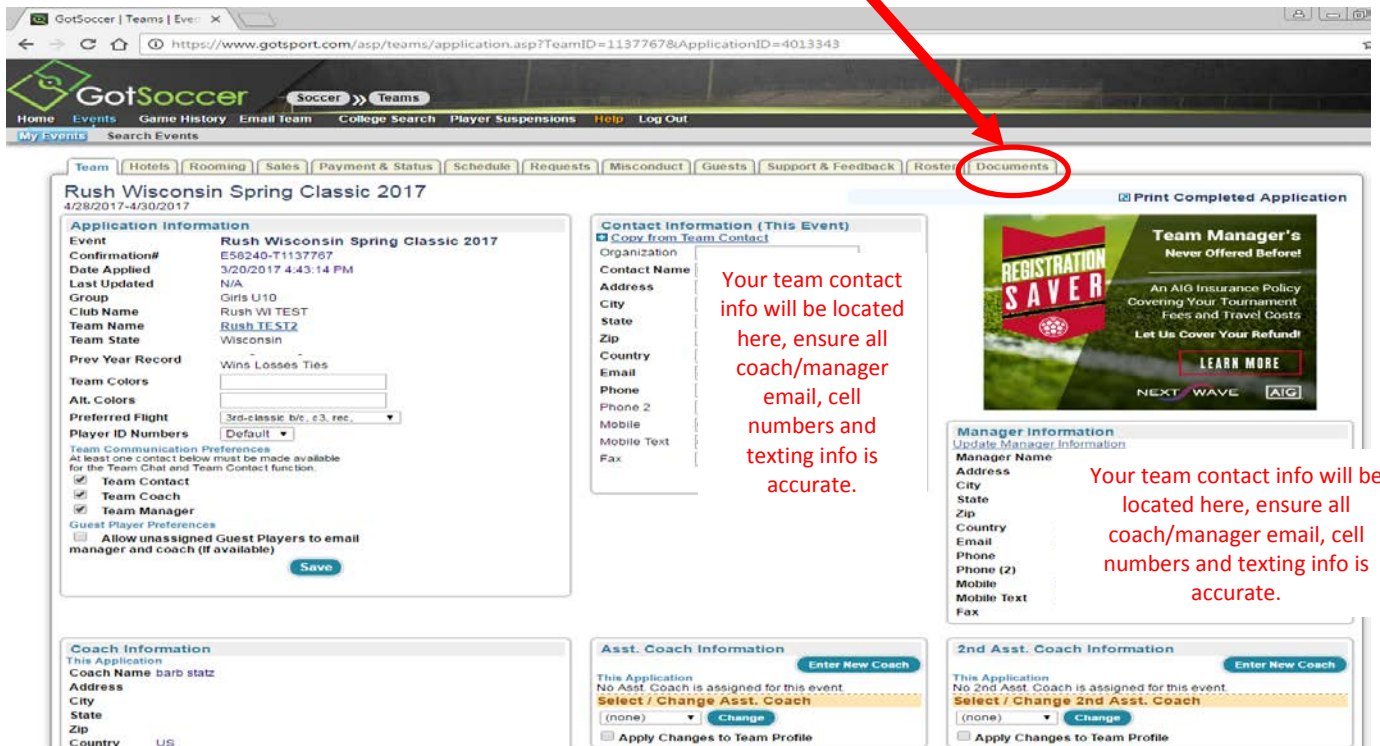 GotSoccer | Teams | Even
https://www.gotsport.com/asp/teams/application.asp?TeamID=1137767&ApplicationID=4013343
GotSoccer
Soccer » Teams
Home Events Game History Email Team College Search Player Suspensions Help Log Out
My Events Search Events
Team Hotels Rooming Sales Payment & Status Schedule Requests Misconduct Guests Support & Feedback Roster Documents
Rush Wisconsin Spring Classic 2017
4/28/2017-4/30/2017
Print Completed Application
Application Information
Event Rush Wisconsin Spring Classic 2017
Confirmation# E58240-T1137767
Date Applied 3/20/2017 4:43:14 PM
Last Updated N/A
Group Girls U10
Club Name Rush WI TEST
Team Name Rush TEST2
Team State Wisconsin
Prev Year Record - -
Wins Losses Ties
Team Colors
Alt. Colors
Preferred Flight 3rd-classic b/c, c3, rec,
Player ID Numbers Default
Team Communication Preferences
At least one contact below must be made available
for the Team Chat and Team Contact function.
Team Contact
Team Coach
Team Manager
Guest Player Preferences
Allow unassigned Guest Players to email
manager and coach (If available)
Save
Contact Information (This Event)
Copy from Team Contact
Organization
Contact Name
Address
City
State
Zip
Country
Email
Phone
Phone 2
Mobile
Mobile Text
Fax
Your team contact
info will be located
here, ensure all
coach/manager
email, cell
numbers and
texting info is
accurate.
REGISTRATION
SAVER
Team Manager's
Never Offered Before!
An AIG Insurance Policy
Covering Your Tournament
Fees and Travel Costs
Let Us Cover Your Refund!
LEARN MORE
NEXT WAVE AIG
Manager Information
Update Manager Information
Manager Name
Address
City
State
Zip
Country
Email
Phone
Phone (2)
Mobile
Mobile Text
Fax
Your team contact info will be
located here, ensure all
coach/manager email, cell
numbers and texting info is
accurate.
Coach Information
This Application
Coach Name barb statz
Address
City
State
Zip
Country US
Asst. Coach Information
Enter New Coach
This Application
No Asst. Coach is assigned for this event.
Select / Change Asst. Coach
(none) Change
Apply Changes to Team Profile
2nd Asst. Coach Information
Enter New Coach
This Application
No 2nd Asst. Coach is assigned for this event.
Select / Change 2nd Asst. Coach
(none) Change
Apply Changes to Team Profile